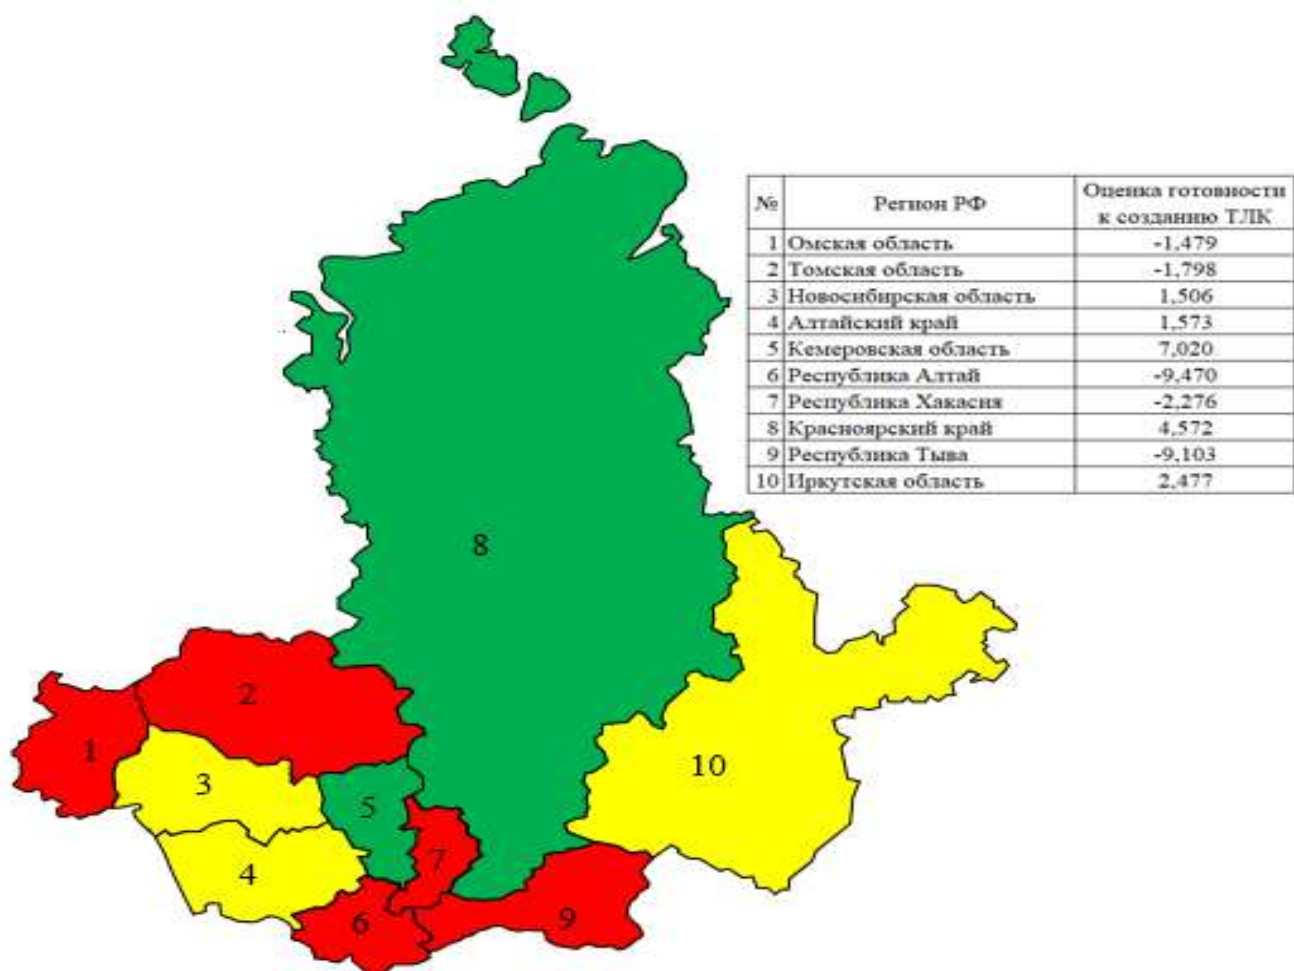 № Регион РФ Оценка готовности
к созданию ТЛК
1 Омская область -1,479
2 Томская область -1,798
3 Новосибирская область 1,506
4 Алтайский край 1,573
5 Кемеровская область 7,020
6 Республика Алтай -9,470
7 Республика Хакасия -2,276
8 Красноярский край 4,572
9 Республика Тыва -9,103
10 Иркутская область 2,477
8
2
1
3
10
5
4
7
6
9